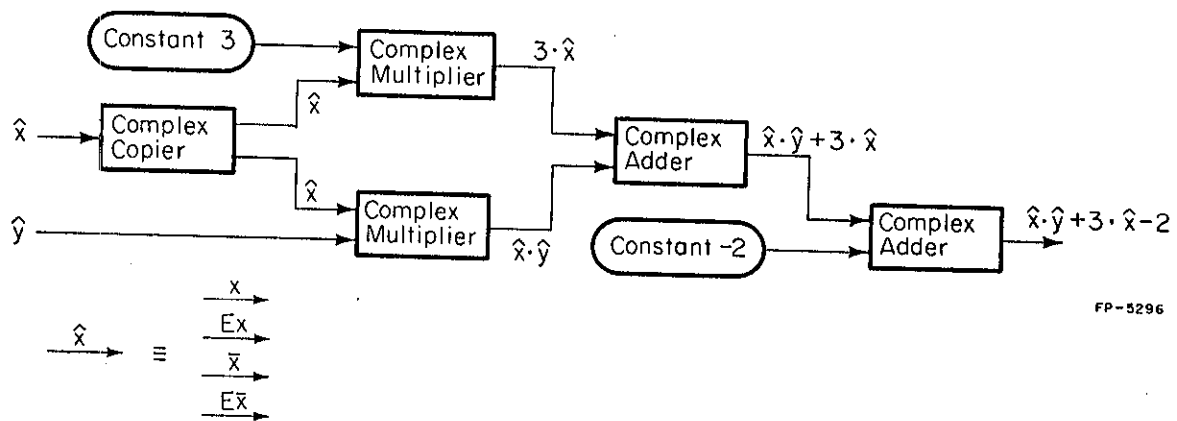 Constant 3
Complex
Multiplier
3·x̂
x̂
x̂
Complex
Copier
x̂
ŷ
Complex
Multiplier
x̂·ŷ
Complex
Adder
x̂·ŷ+3·x̂
Constant -2
Complex
Adder
x̂·ŷ+3·x̂-2
FP-5296
x̂ ≡
x
Ex
x̄
Ex̄